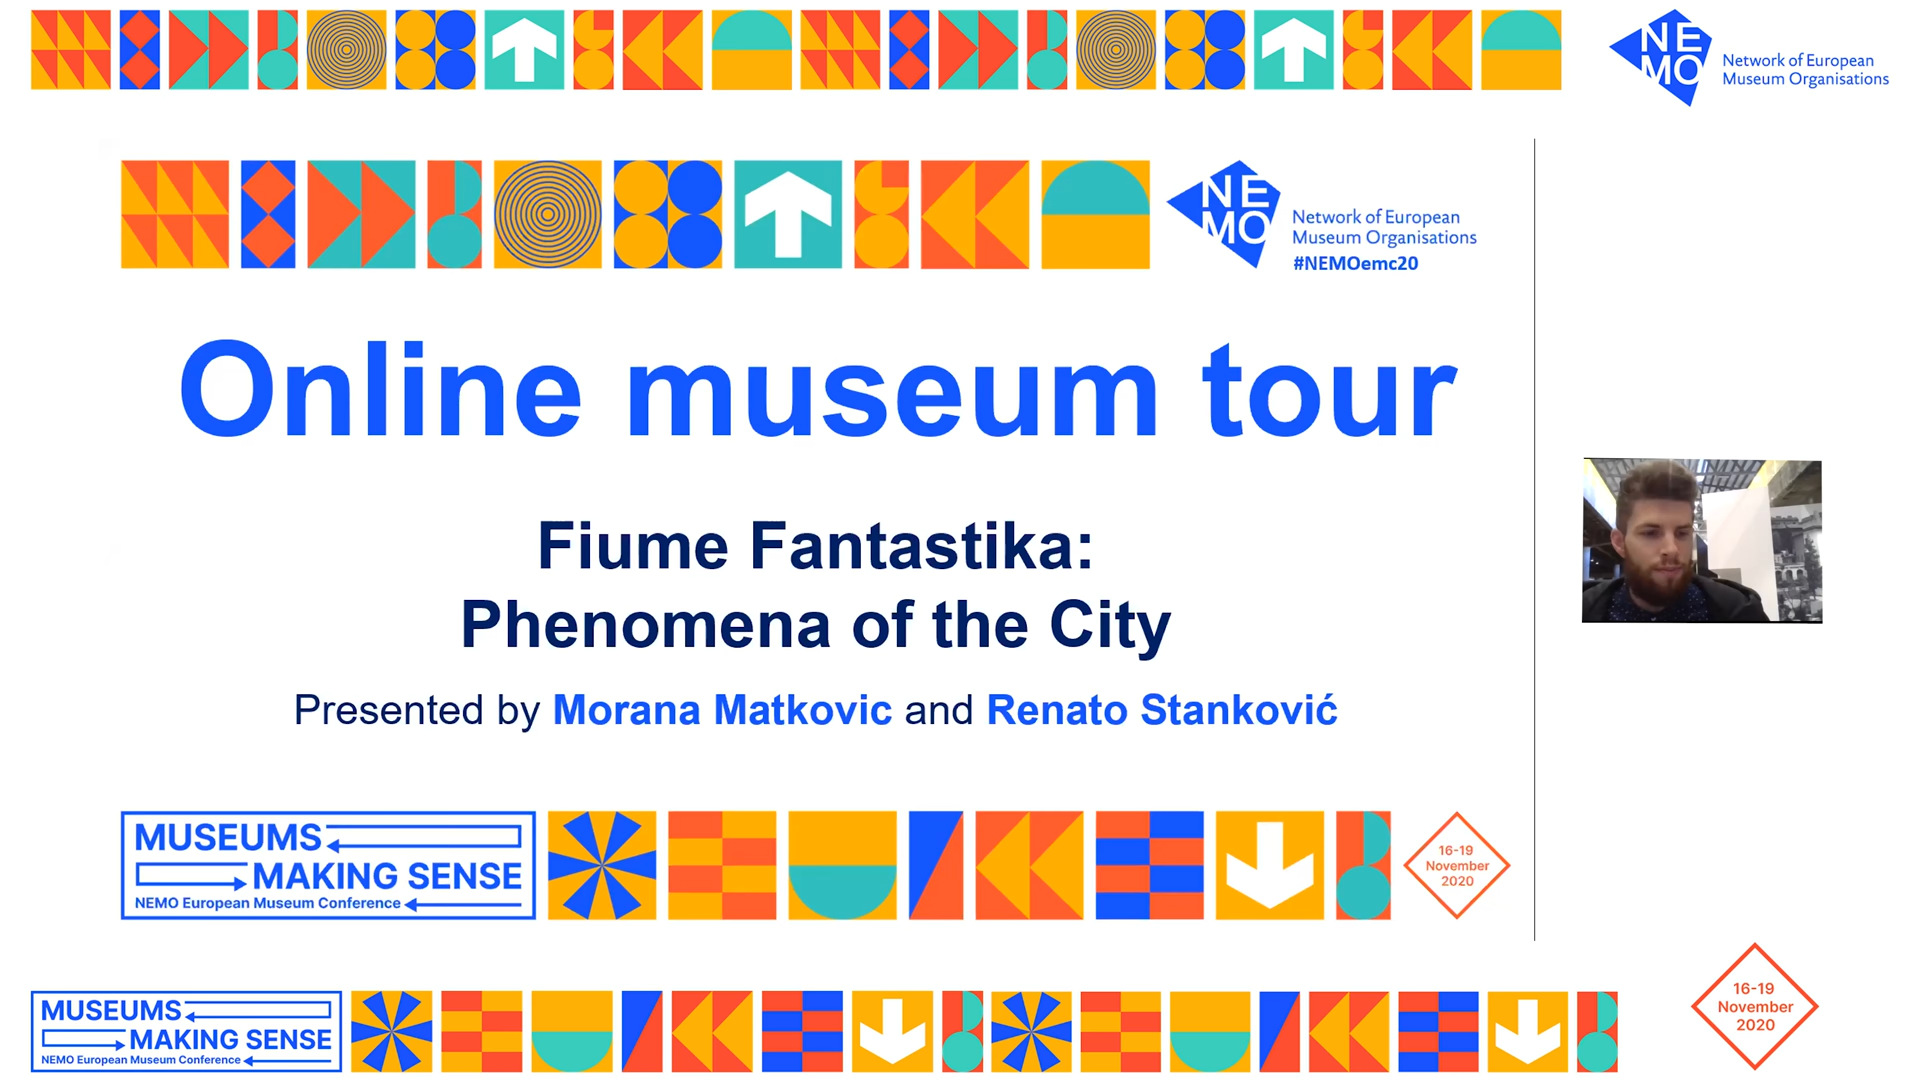 NE
MO
Network of European
Museum Organisations
NE
MO
Network of European
Museum Organisations
#NEMOemc20
Online museum tour
Fiume Fantastika:
Phenomena of the City
Presented by Morana Matkovic and Renato Stanković
MUSEUMS
MAKING SENSE
NEMO European Museum Conference
16-19
November
2020
MUSEUMS
MAKING SENSE
NEMO European Museum Conference
16-19
November
2020